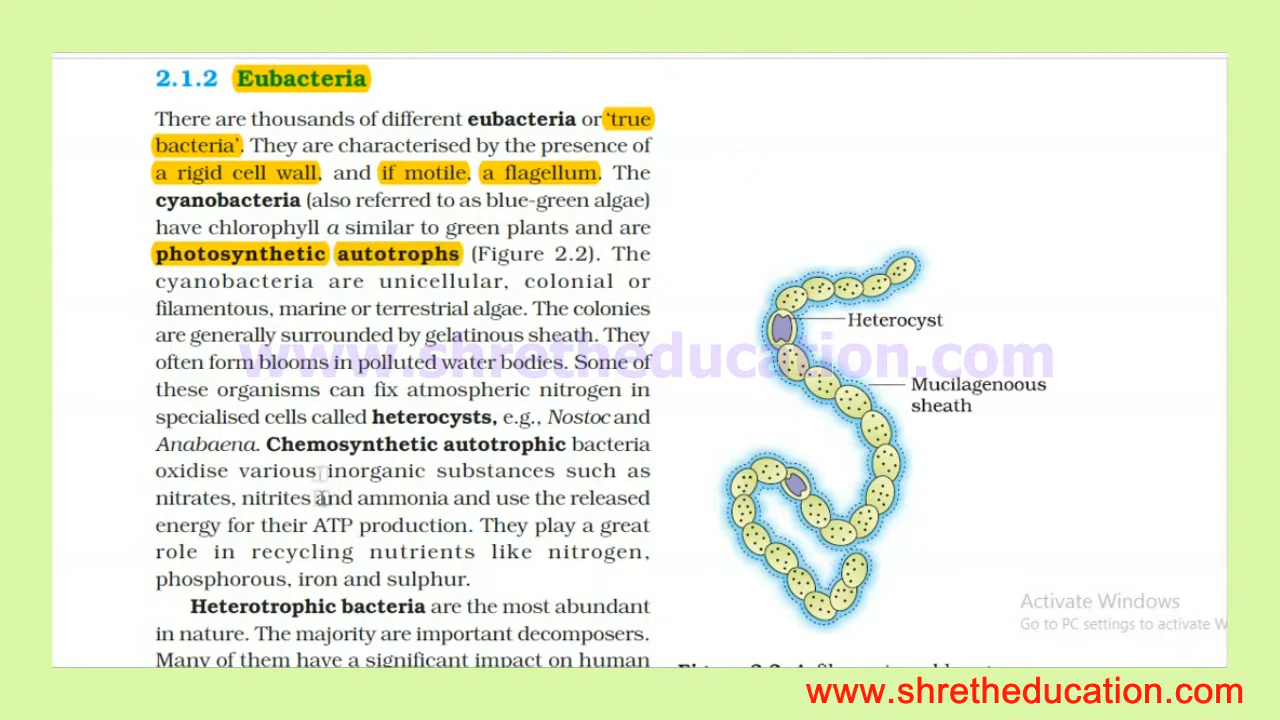 2.1.2 Eubacteria
There are thousands of different eubacteria or ‘true
bacteria’. They are characterised by the presence of
a rigid cell wall, and if motile, a flagellum. The
cyanobacteria (also referred to as blue-green algae)
have chlorophyll a similar to green plants and are
photosynthetic autotrophs (Figure 2.2). The
cyanobacteria are unicellular, colonial or
filamentous, marine or terrestrial algae. The colonies
are generally surrounded by gelatinous sheath. They
often form blooms in polluted water bodies. Some of
these organisms can fix atmospheric nitrogen in
specialised cells called heterocysts, e.g., Nostoc and
Anabaena. Chemosynthetic autotrophic bacteria
oxidise various inorganic substances such as
nitrates, nitrites and ammonia and use the released
energy for their ATP production. They play a great
role in recycling nutrients like nitrogen,
phosphorous, iron and sulphur.
Heterotrophic bacteria are the most abundant
in nature. The majority are important decomposers.
Many of them have a significant impact on human
Heterocyst
Mucilagenoous
sheath
www.shretheducation.com
Activate Windows
Go to PC settings to activate W
www.shretheducation.com